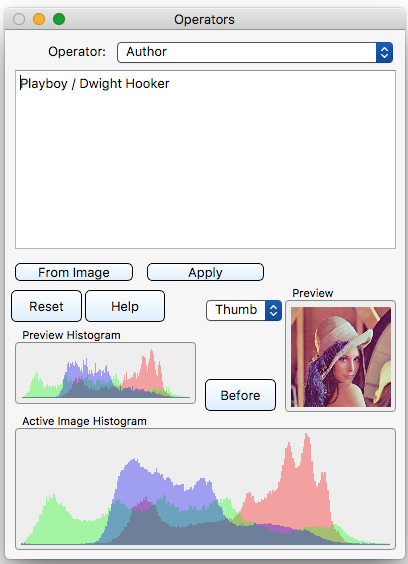 Operators
Operator: Author
Playboy / Dwight Hooker
From Image Apply
Reset Help Thumb Preview
Preview Histogram
Before
Active Image Histogram